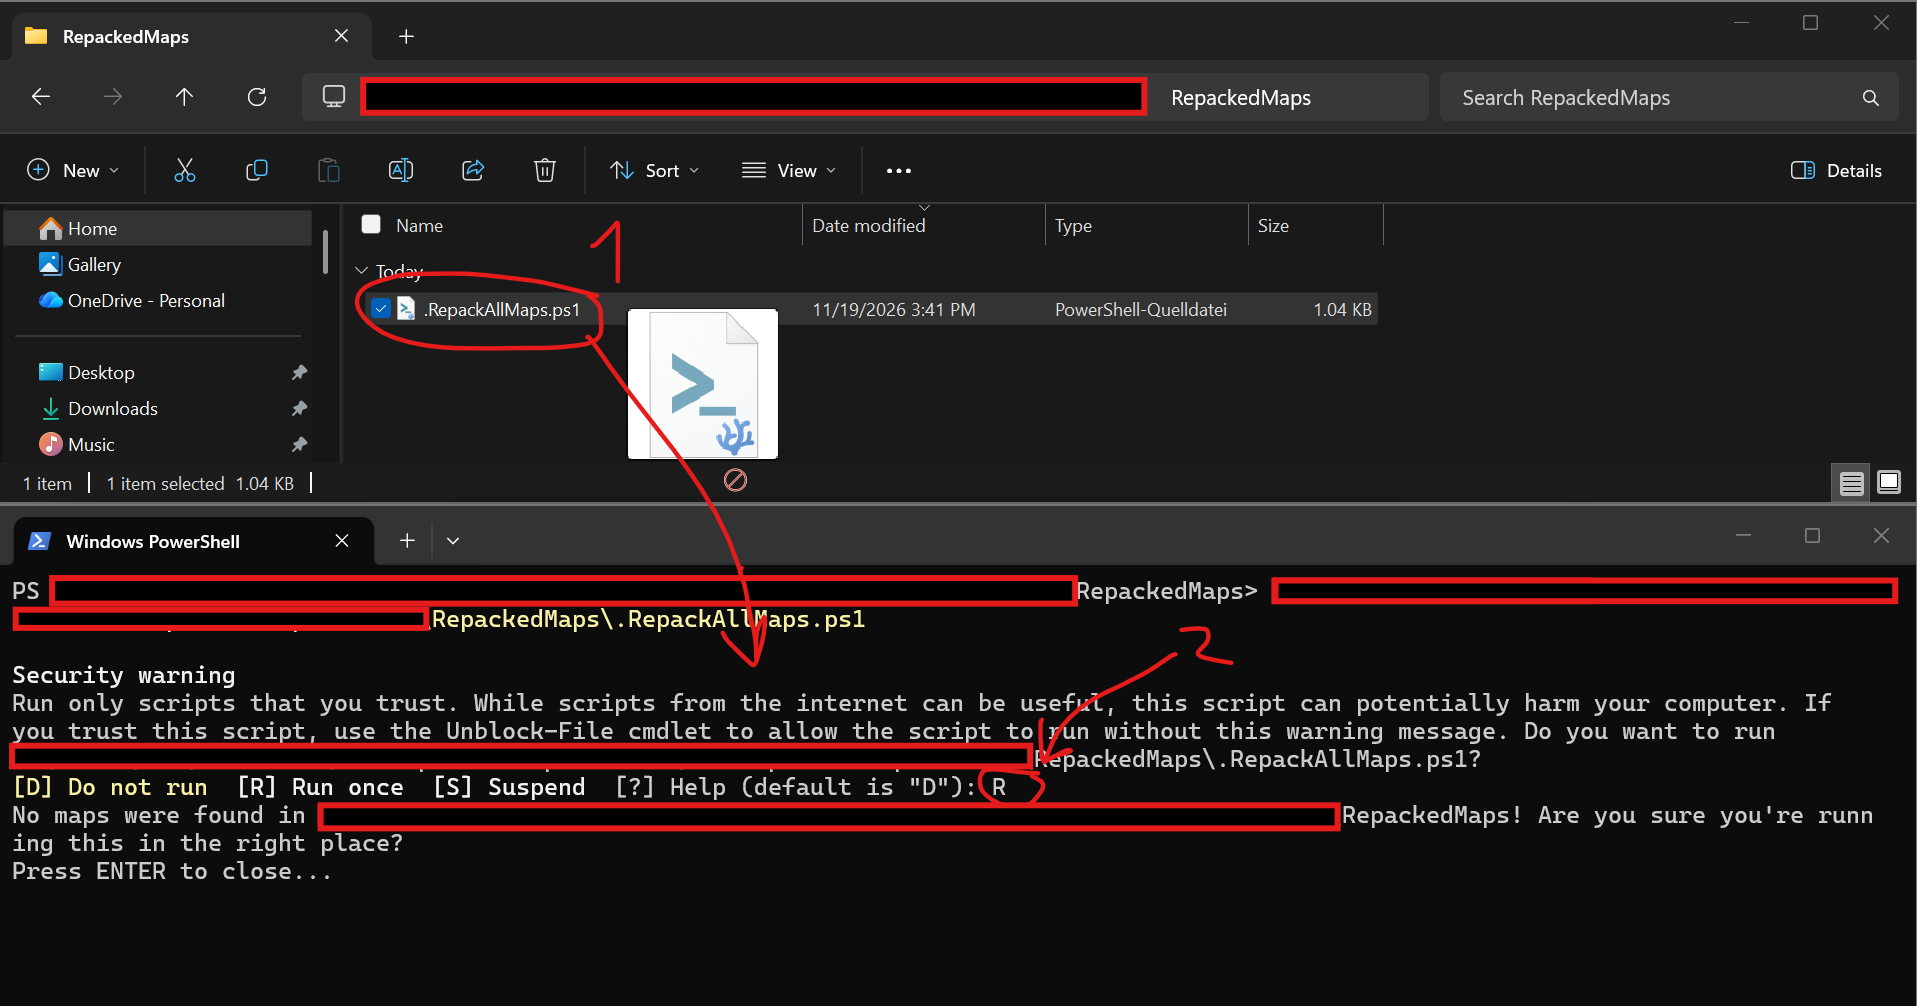 RepackedMaps
RepackedMaps
Search RepackedMaps
New
Sort
View
Details
Home
Gallery
OneDrive - Personal
Desktop
Downloads
Music
Name
Date modified
Type
Size
1
Today
.RepackAllMaps.ps1
11/19/2026 3:41 PM
PowerShell-Quelldatei
1.04 KB
1 item
1 item selected 1.04 KB
Windows PowerShell
PS RepackedMaps>
\RepackedMaps\.RepackAllMaps.ps1
2
Security warning
Run only scripts that you trust. While scripts from the internet can be useful, this script can potentially harm your computer. If
you trust this script, use the Unblock-File cmdlet to allow the script to run without this warning message. Do you want to run
RepackedMaps\.RepackAllMaps.ps1?
[D] Do not run [R] Run once [S] Suspend [?] Help (default is "D"): R
No maps were found in RepackedMaps! Are you sure you're runn
ing this in the right place?
Press ENTER to close...